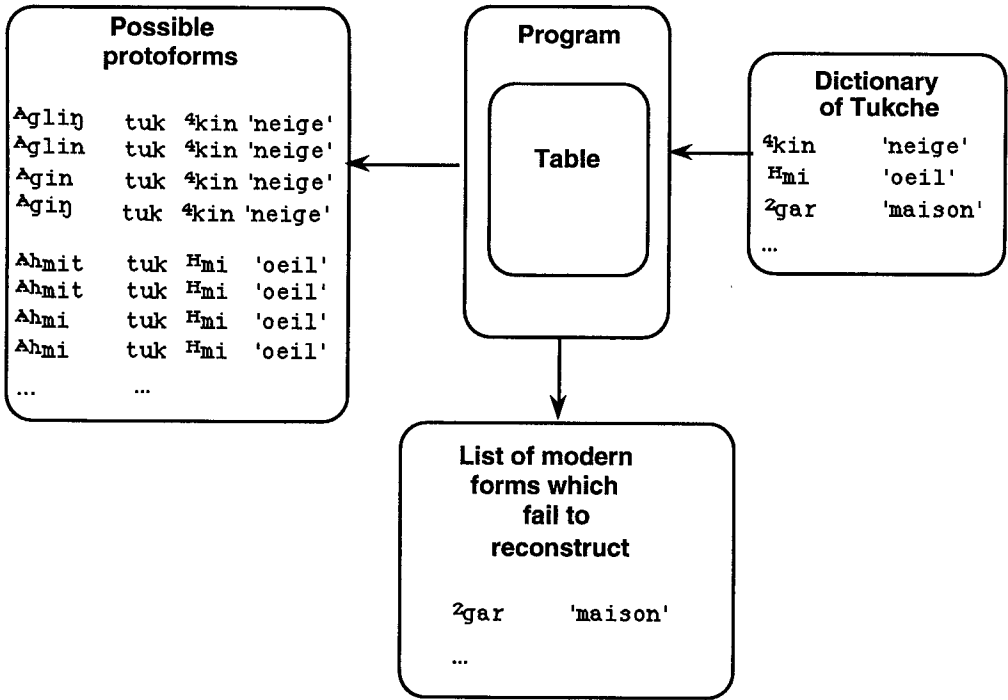 Possible
protoforms
ᴬgliŋ tuk ⁴kin 'neige'
ᴬglin tuk ⁴kin 'neige'
ᴬgin tuk ⁴kin 'neige'
ᴬgiŋ tuk ⁴kin 'neige'
ᴬʰmit tuk ᴴmi 'oeil'
ᴬʰmit tuk ᴴmi 'oeil'
ᴬʰmi tuk ᴴmi 'oeil'
ᴬʰmi tuk ᴴmi 'oeil'
... ...
Program
Table
Dictionary
of Tukche
⁴kin 'neige'
ᴴmi 'oeil'
²gar 'maison'
...
List of modern
forms which
fail to
reconstruct
²gar 'maison'
...